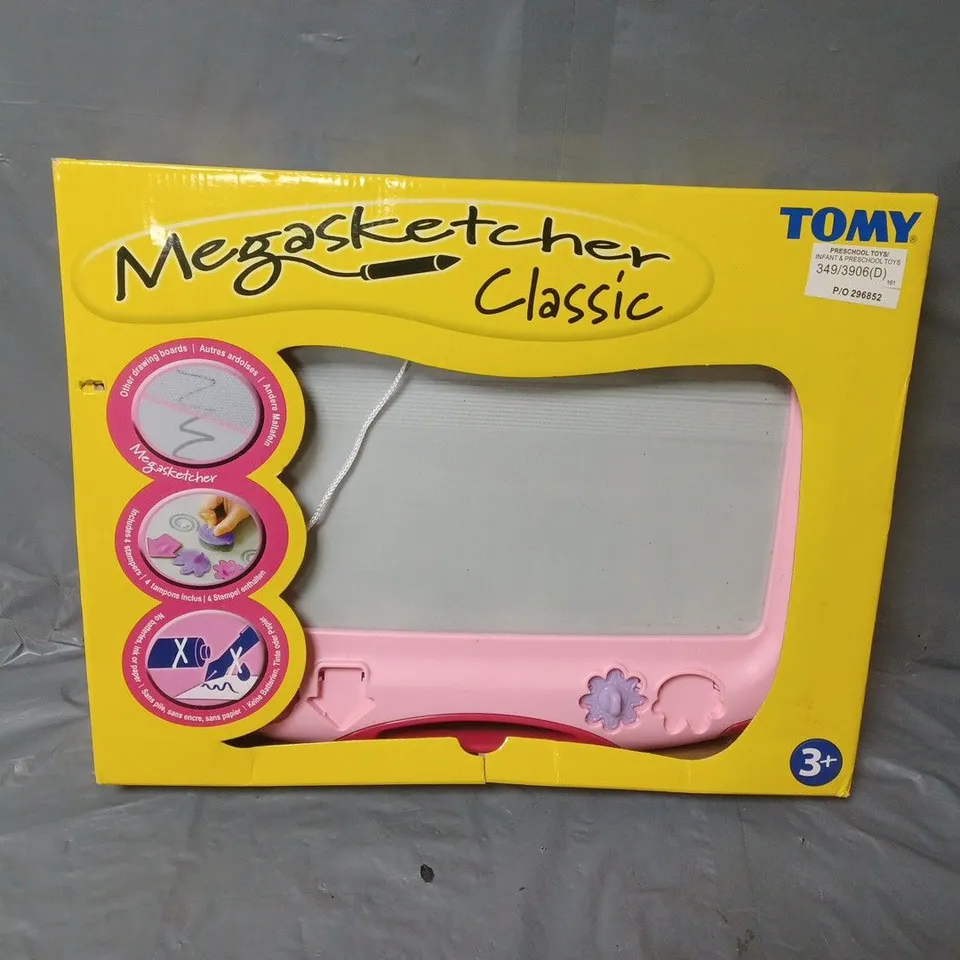 Megasketcher
Classic
TOMY®
PRESCHOOL TOYS/
INFANT & PRESCHOOL TOYS
349/3906(D)
161
P/O 296852
Other drawing boards | Autres ardoises | Andere Maltafeln
Megasketcher
Includes 4 stampers | 4 tampons inclus | 4 Stempel enthalten
No batteries, ink or paper | Sans pile, sans encre, sans papier | Keine Batterien, Tinte oder Papier
3+